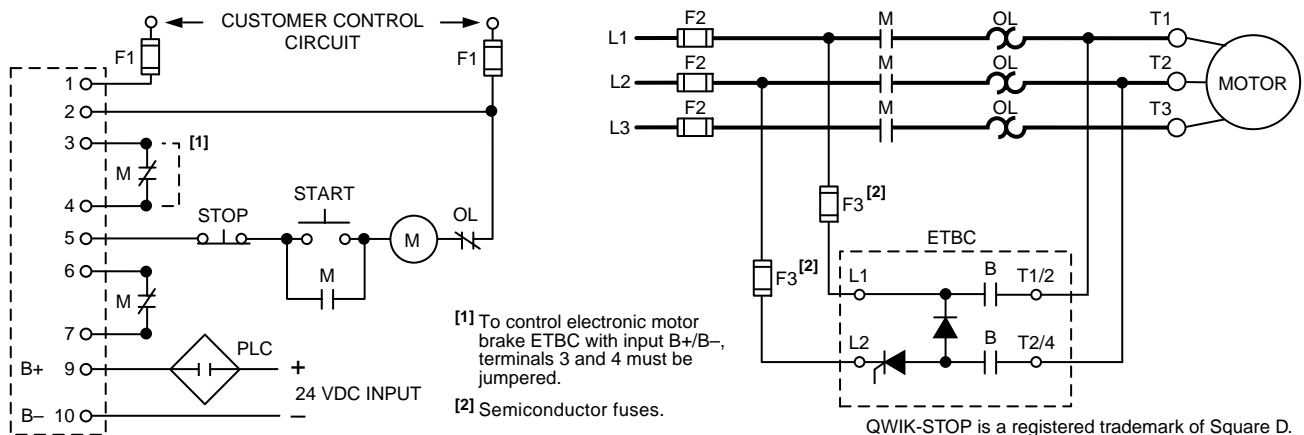 CUSTOMER CONTROL
CIRCUIT
F1
F1
1
2
3
[1]
M
4
5
STOP
START
M
OL
6
M
M
7
B+ 9
PLC
+
24 VDC INPUT
B– 10
–
[1] To control electronic motor
brake ETBC with input B+/B–,
terminals 3 and 4 must be
jumpered.
[2] Semiconductor fuses.
L1
F2
M
OL
T1
L2
F2
M
OL
T2
MOTOR
L3
F2
M
OL
T3
F3 [2]
F3 [2]
ETBC
L1
B
T1/2
L2
B
T2/4
QWIK-STOP is a registered trademark of Square D.